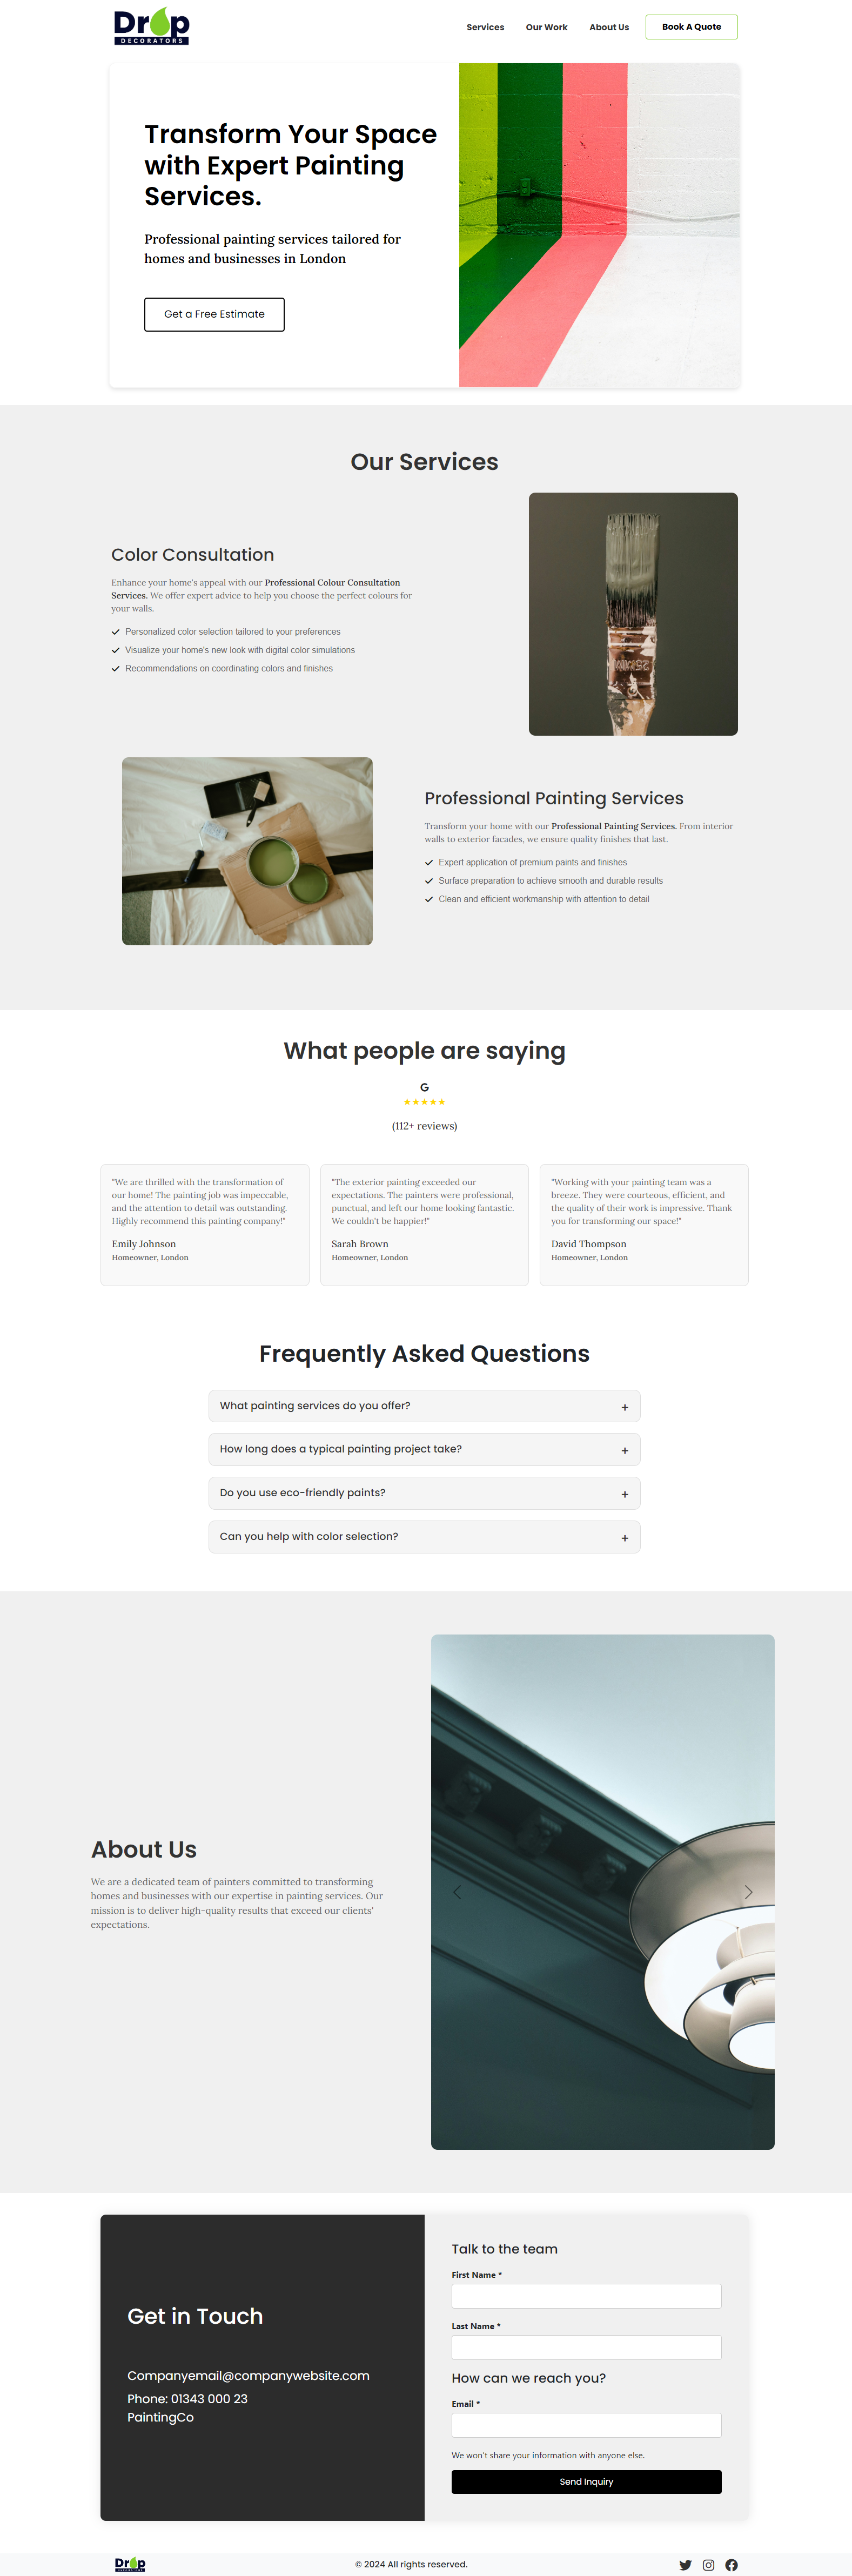 Drop
DECORATORS
Services
Our Work
About Us
Book A Quote
Transform Your Space
with Expert Painting
Services.
Professional painting services tailored for
homes and businesses in London
Get a Free Estimate
Our Services
Color Consultation
Enhance your home's appeal with our Professional Colour Consultation
Services. We offer expert advice to help you choose the perfect colours for
your walls.
Personalized color selection tailored to your preferences
Visualize your home's new look with digital color simulations
Recommendations on coordinating colors and finishes
Professional Painting Services
Transform your home with our Professional Painting Services. From interior
walls to exterior facades, we ensure quality finishes that last.
Expert application of premium paints and finishes
Surface preparation to achieve smooth and durable results
Clean and efficient workmanship with attention to detail
What people are saying
G
★★★★★
(112+ reviews)
"We are thrilled with the transformation of
our home! The painting job was impeccable,
and the attention to detail was outstanding.
Highly recommend this painting company!"
Emily Johnson
Homeowner, London
"The exterior painting exceeded our
expectations. The painters were professional,
punctual, and left our home looking fantastic.
We couldn't be happier!"
Sarah Brown
Homeowner, London
"Working with your painting team was a
breeze. They were courteous, efficient, and
the quality of their work is impressive. Thank
you for transforming our space!"
David Thompson
Homeowner, London
Frequently Asked Questions
What painting services do you offer?
+
How long does a typical painting project take?
+
Do you use eco-friendly paints?
+
Can you help with color selection?
+
About Us
We are a dedicated team of painters committed to transforming
homes and businesses with our expertise in painting services. Our
mission is to deliver high-quality results that exceed our clients'
expectations.
Get in Touch
Companyemail@companywebsite.com
Phone: 01343 000 23
PaintingCo
Talk to the team
First Name *
Last Name *
How can we reach you?
Email *
We won't share your information with anyone else.
Send Inquiry
Drop
© 2024 All rights reserved.